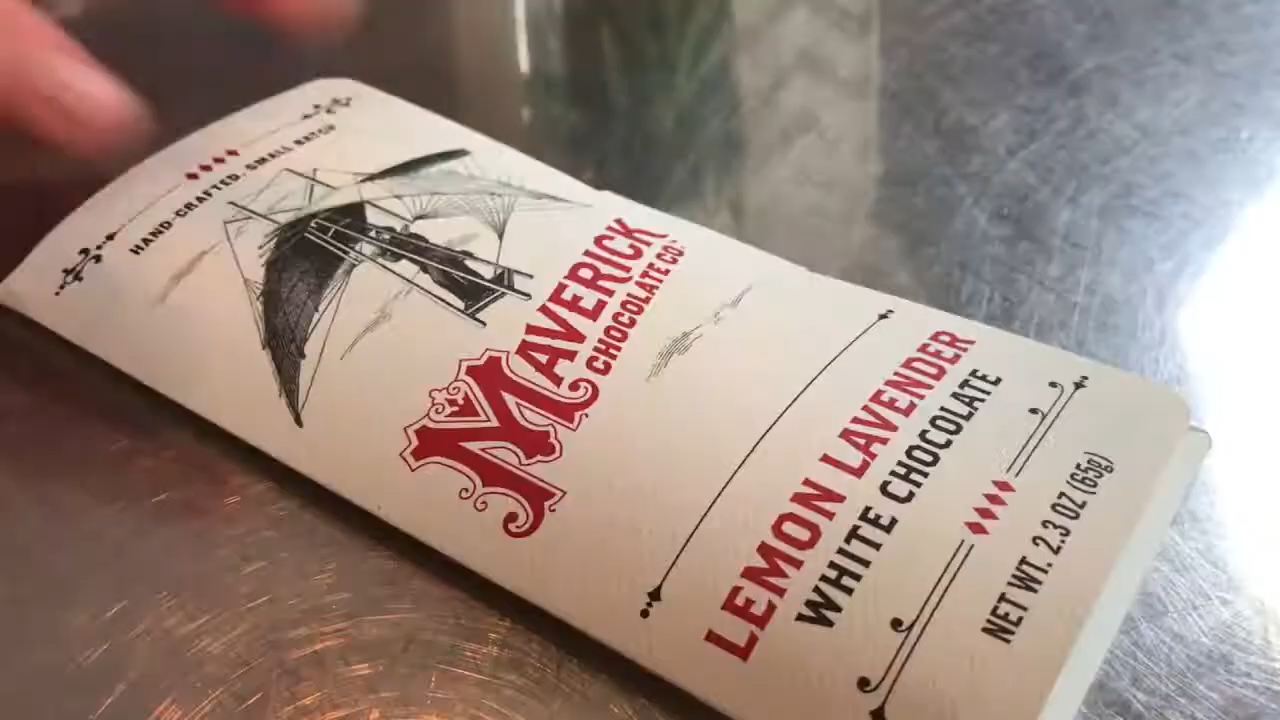 HAND-CRAFTED, SMALL BATCH
MAVERICK
CHOCOLATE CO.
LEMON LAVENDER
WHITE CHOCOLATE
NET WT. 2.3 OZ (65g)